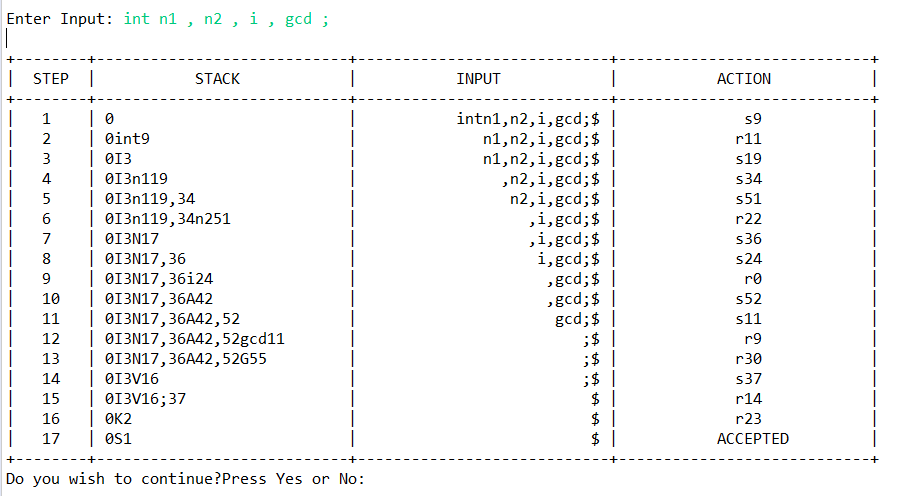 Enter Input: int n1 , n2 , i , gcd ;
STEP | STACK | INPUT | ACTION
1 | 0 | intn1,n2,i,gcd;$ | s9
2 | 0int9 | n1,n2,i,gcd;$ | r11
3 | 0I3 | n1,n2,i,gcd;$ | s19
4 | 0I3n119 | ,n2,i,gcd;$ | s34
5 | 0I3n119,34 | n2,i,gcd;$ | s51
6 | 0I3n119,34n251 | ,i,gcd;$ | r22
7 | 0I3N17 | ,i,gcd;$ | s36
8 | 0I3N17,36 | i,gcd;$ | s24
9 | 0I3N17,36i24 | ,gcd;$ | r0
10 | 0I3N17,36A42 | ,gcd;$ | s52
11 | 0I3N17,36A42,52 | gcd;$ | s11
12 | 0I3N17,36A42,52gcd11 | ;$ | r9
13 | 0I3N17,36A42,52G55 | ;$ | r30
14 | 0I3V16 | ;$ | s37
15 | 0I3V16;37 | $ | r14
16 | 0K2 | $ | r23
17 | 0S1 | $ | ACCEPTED
Do you wish to continue?Press Yes or No: